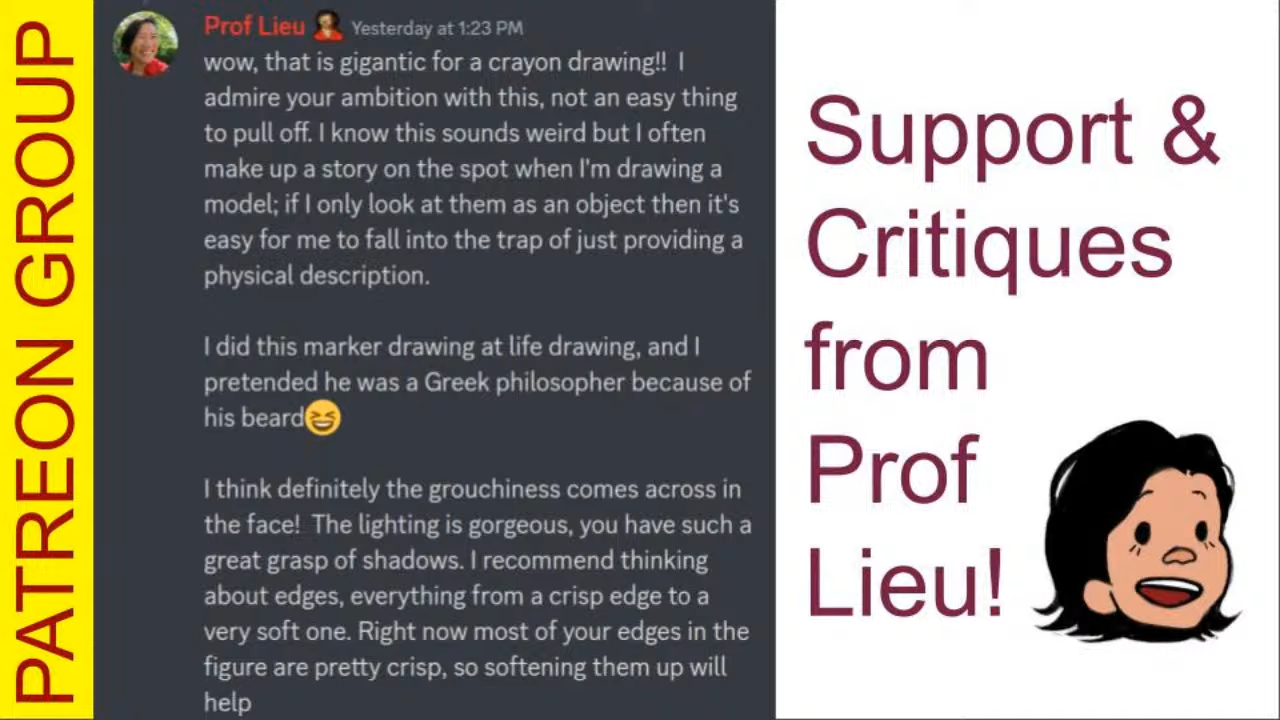 PATREON GROUP
Prof Lieu Yesterday at 1:23 PM
wow, that is gigantic for a crayon drawing!! I
admire your ambition with this, not an easy thing
to pull off. I know this sounds weird but I often
make up a story on the spot when I'm drawing a
model; if I only look at them as an object then it's
easy for me to fall into the trap of just providing a
physical description.
I did this marker drawing at life drawing, and I
pretended he was a Greek philosopher because of
his beard😆
I think definitely the grouchiness comes across in
the face! The lighting is gorgeous, you have such a
great grasp of shadows. I recommend thinking
about edges, everything from a crisp edge to a
very soft one. Right now most of your edges in the
figure are pretty crisp, so softening them up will
help
Support &
Critiques
from
Prof
Lieu!